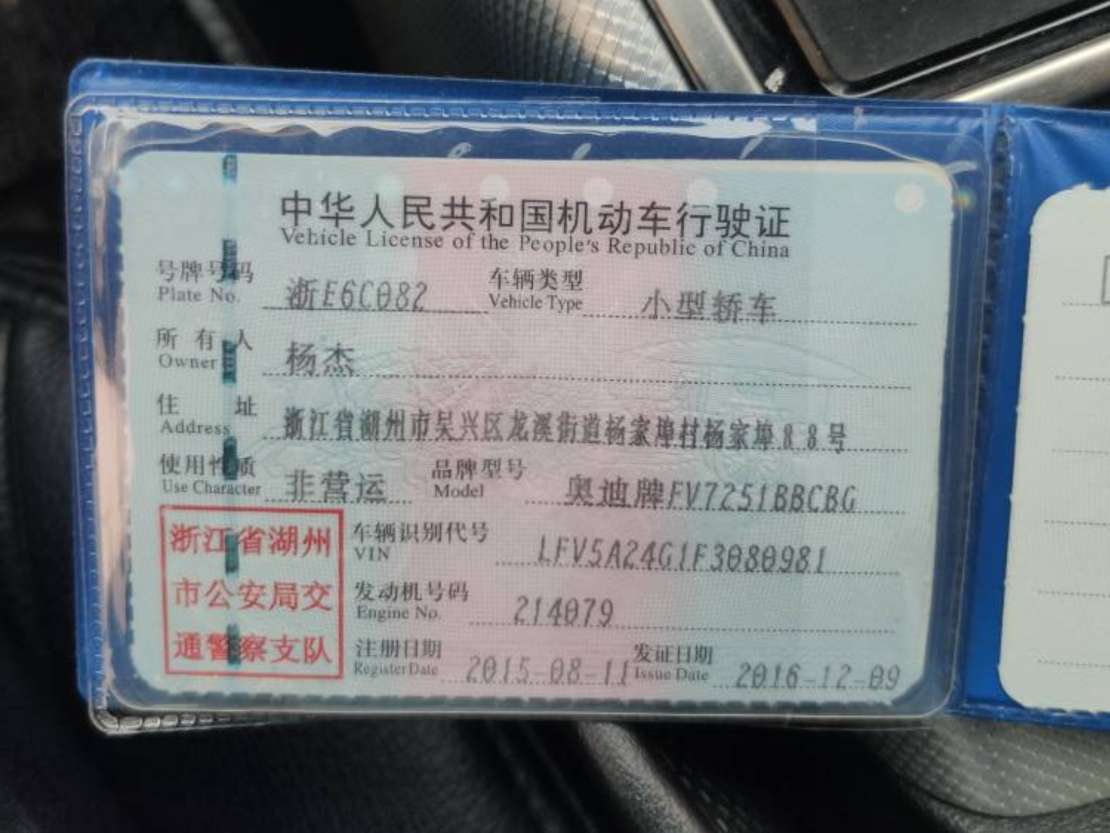 中华人民共和国机动车行驶证
Vehicle License of the People's Republic of China
号牌号码 浙E6C082 车辆类型 小型轿车
Plate No. Vehicle Type
所有人 杨杰
Owner
住址 浙江省湖州市吴兴区龙溪街道杨家埠村杨家埠88号
Address
使用性质 非营运 品牌型号 奥迪牌FV7251BBCBG
Use Character Model
浙江省湖州
市公安局交
通警察支队
车辆识别代号 LFV5A24G1F3080981
VIN
发动机号码 214079
Engine No.
注册日期 2015-08-11 发证日期 2016-12-09
Register Date Issue Date